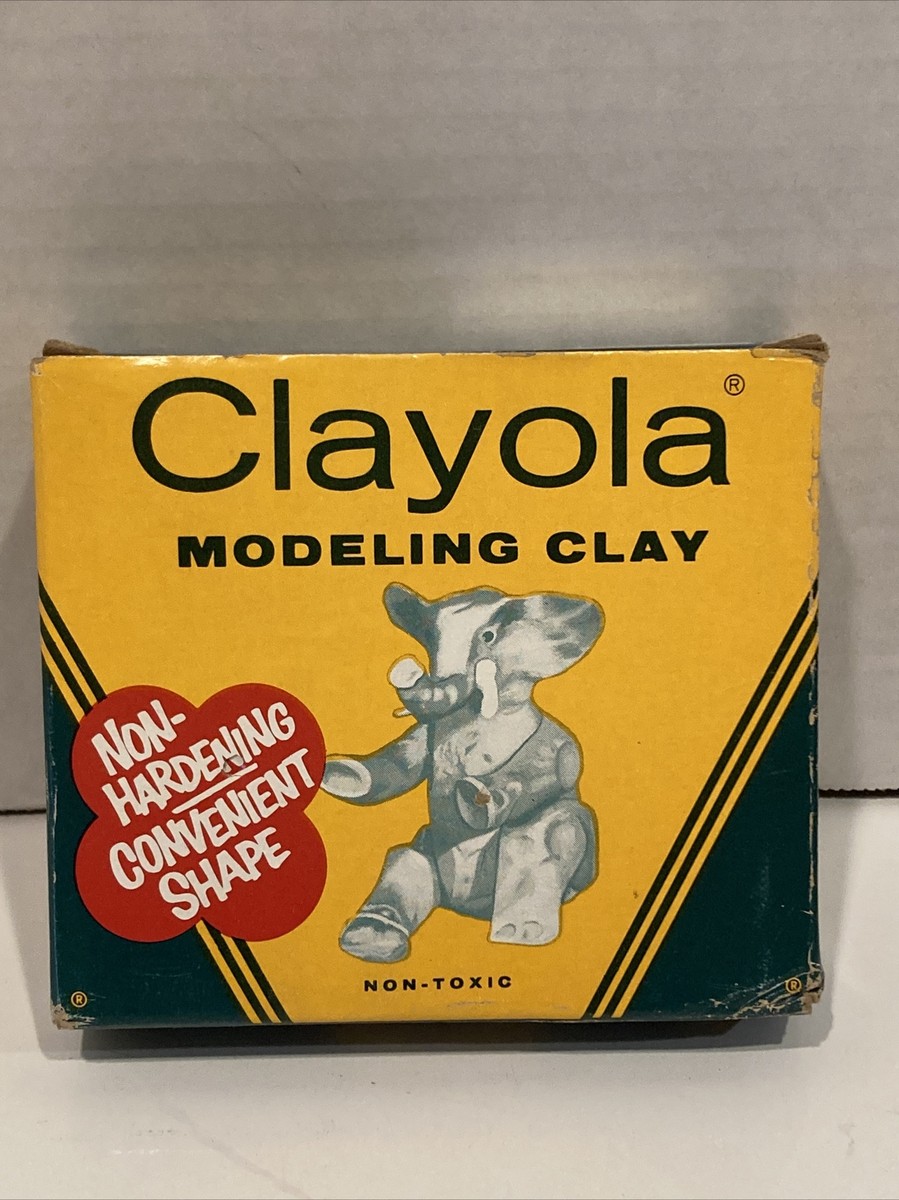 Clayola®
MODELING CLAY
NON-
HARDENING
CONVENIENT
SHAPE
NON-TOXIC
®
®